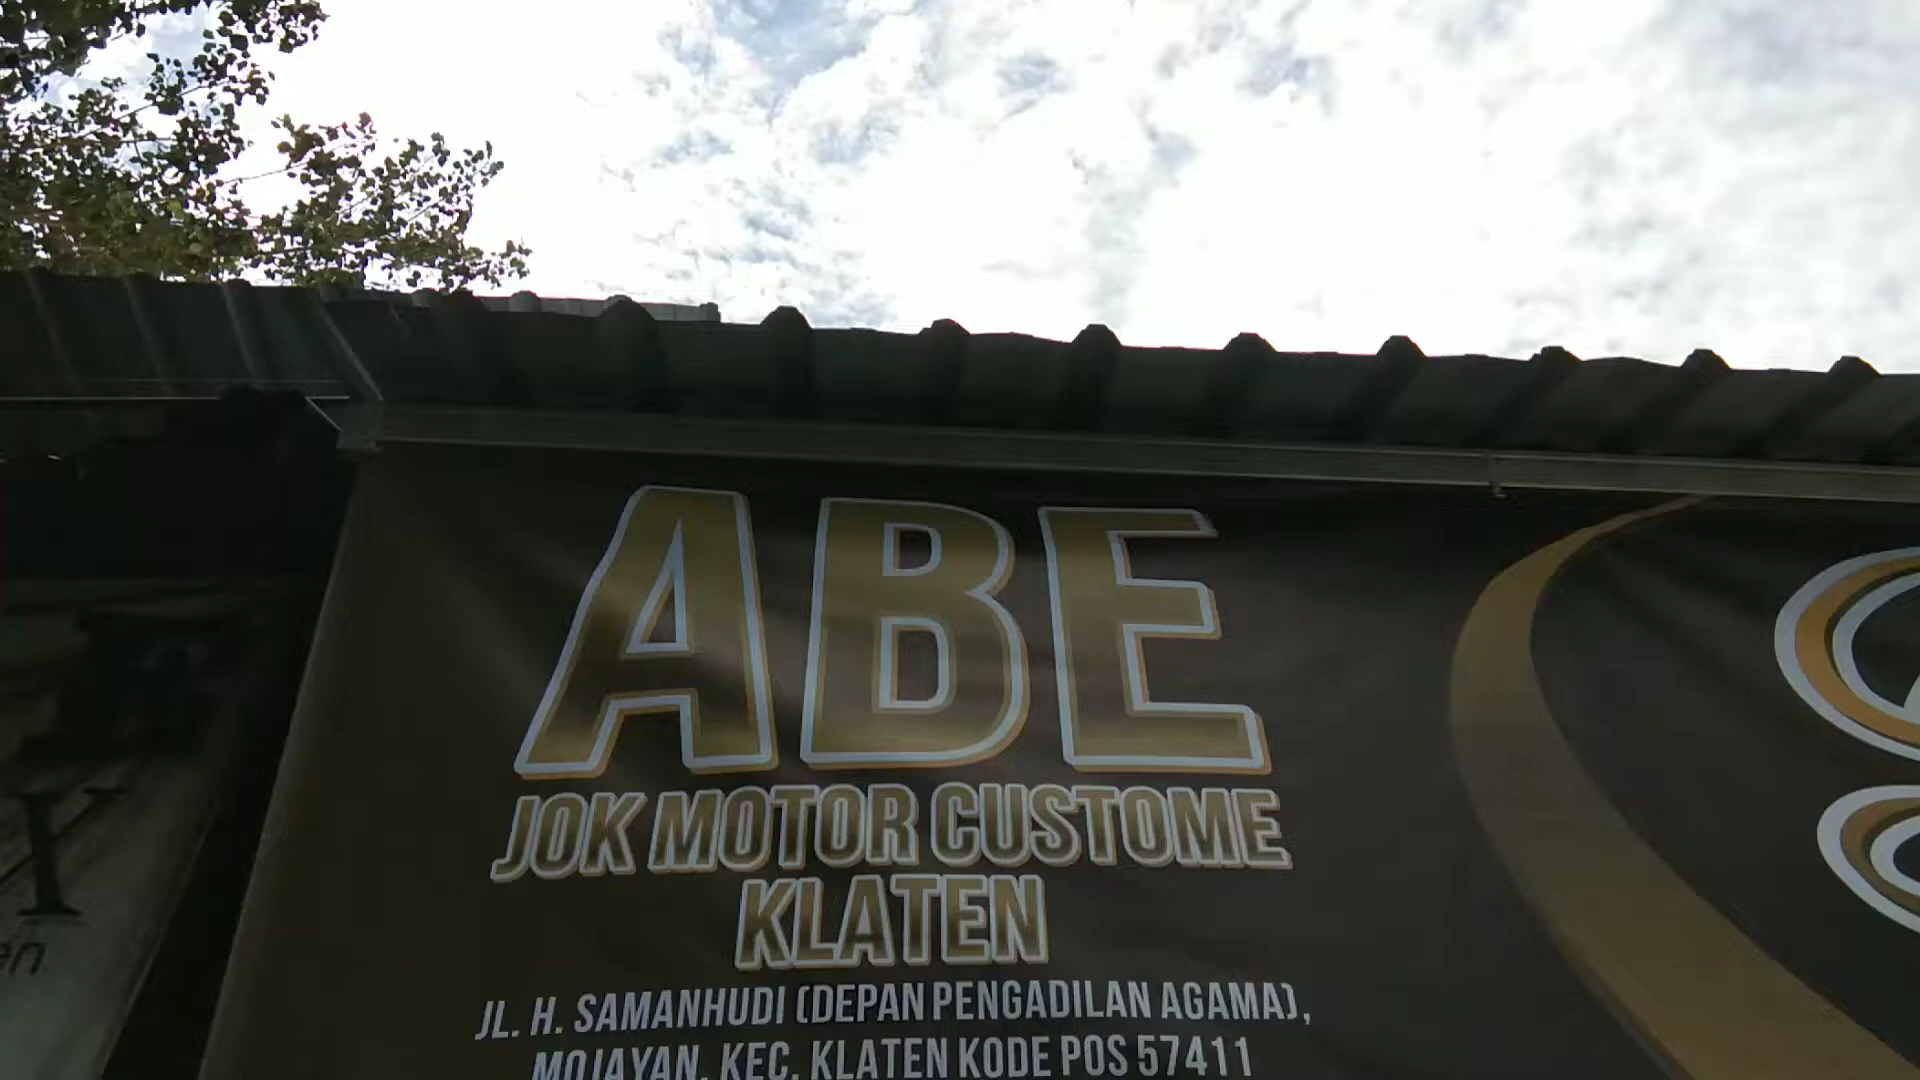 ABE
JOK MOTOR CUSTOME
KLATEN
JL. H. SAMANHUDI (DEPAN PENGADILAN AGAMA),
MOJAYAN, KEC. KLATEN KODE POS 57411